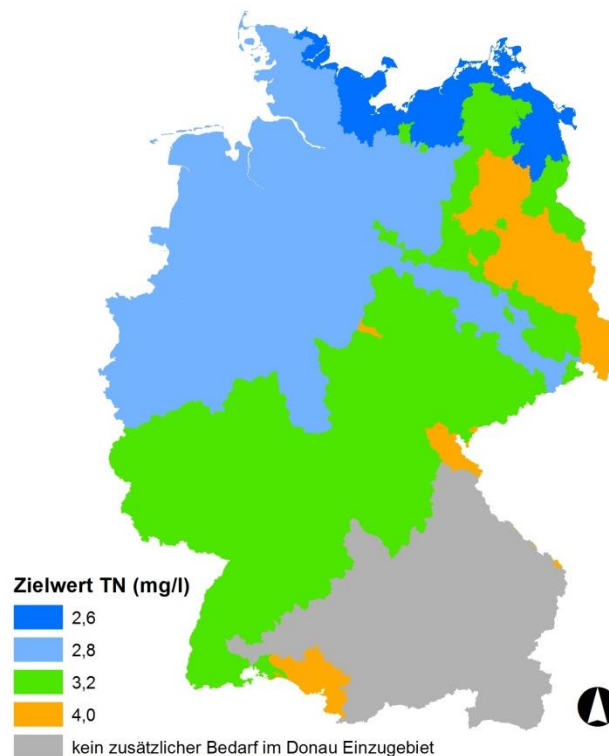 Zielwert TN (mg/l)
2,6
2,8
3,2
4,0
kein zusätzlicher Bedarf im Donau Einzugebiet